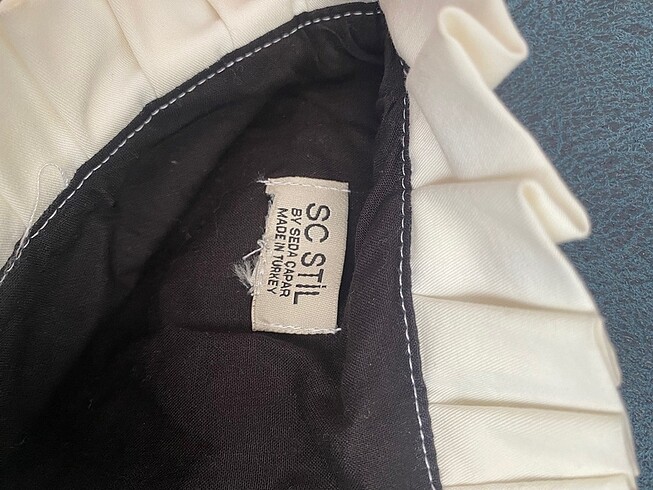 SC STİL
BY SEDA ÇAPAR
MADE IN TURKEY